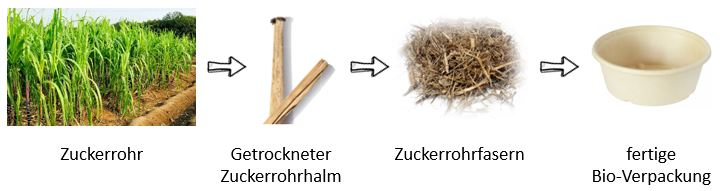 Zuckerrohr
Getrockneter
Zuckerrohrhalm
Zuckerrohrfasern
fertige
Bio-Verpackung